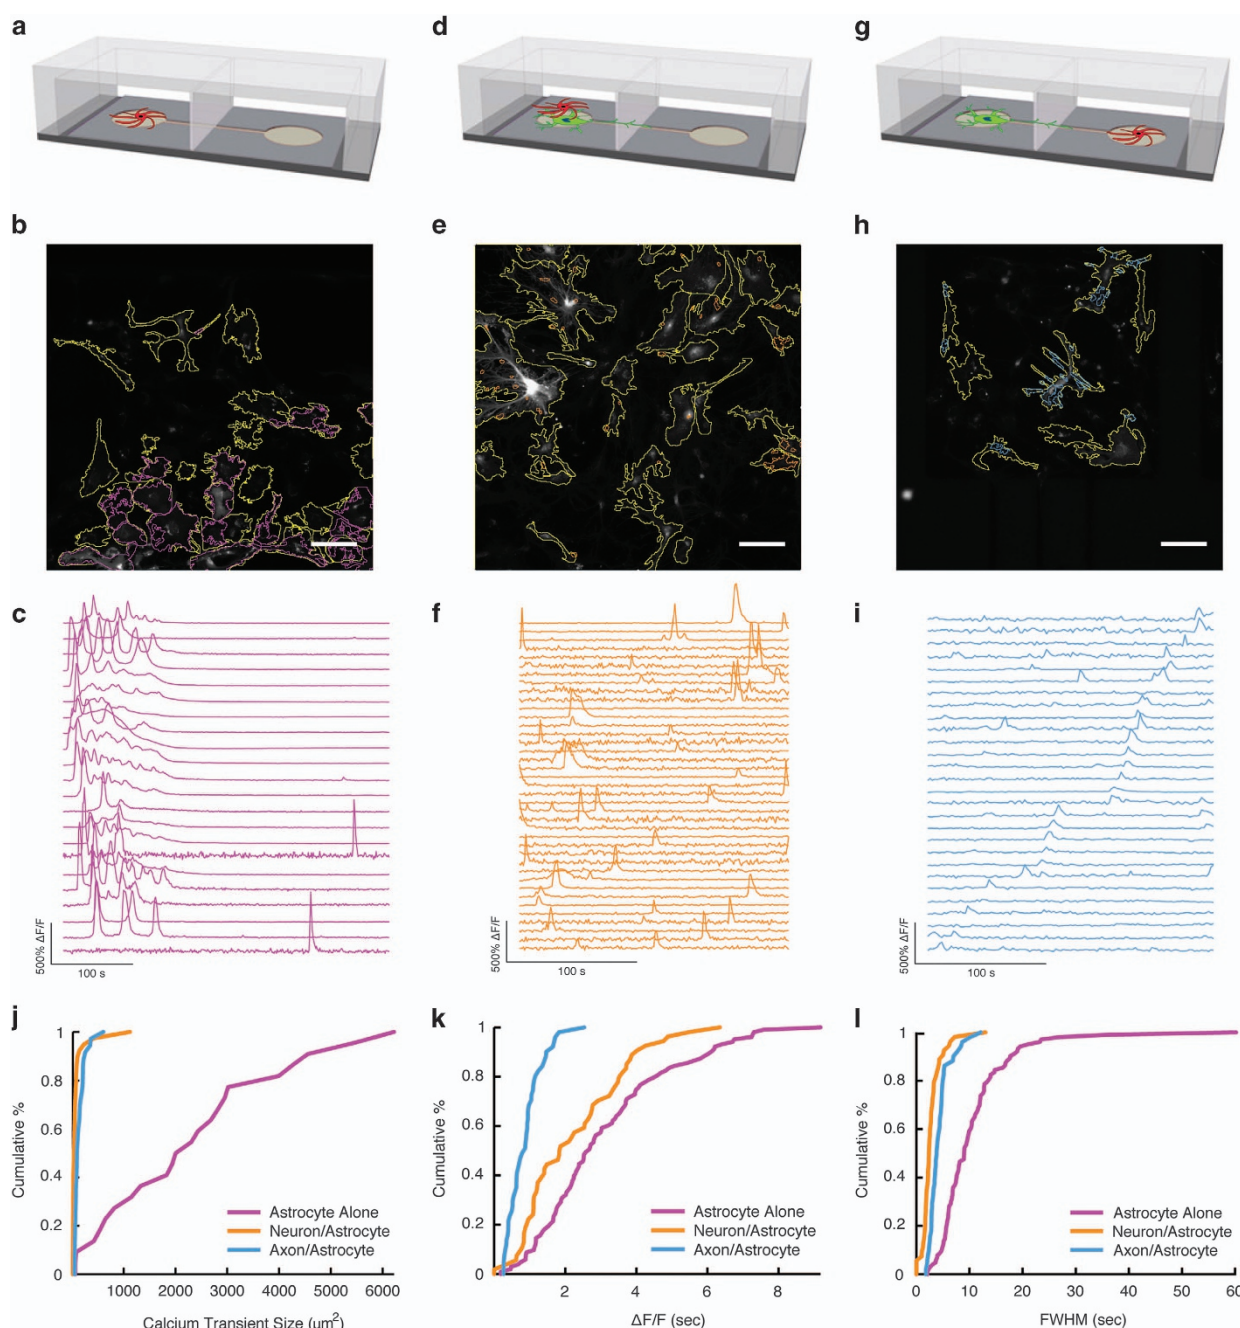 a
d
g
b
e
h
c
f
i
500% ΔF/F
100 s
500% ΔF/F
100 s
500% ΔF/F
100 s
j
k
l
Cumulative %
1
0.8
0.6
0.4
0.2
0
1000
2000
3000
4000
5000
6000
Astrocyte Alone
Neuron/Astrocyte
Axon/Astrocyte
Calcium Transient Size (um²)
Cumulative %
1
0.8
0.6
0.4
0.2
0
2
4
6
8
Astrocyte Alone
Neuron/Astrocyte
Axon/Astrocyte
ΔF/F (sec)
Cumulative %
1
0.8
0.6
0.4
0.2
0
0
10
20
30
40
50
60
Astrocyte Alone
Neuron/Astrocyte
Axon/Astrocyte
FWHM (sec)